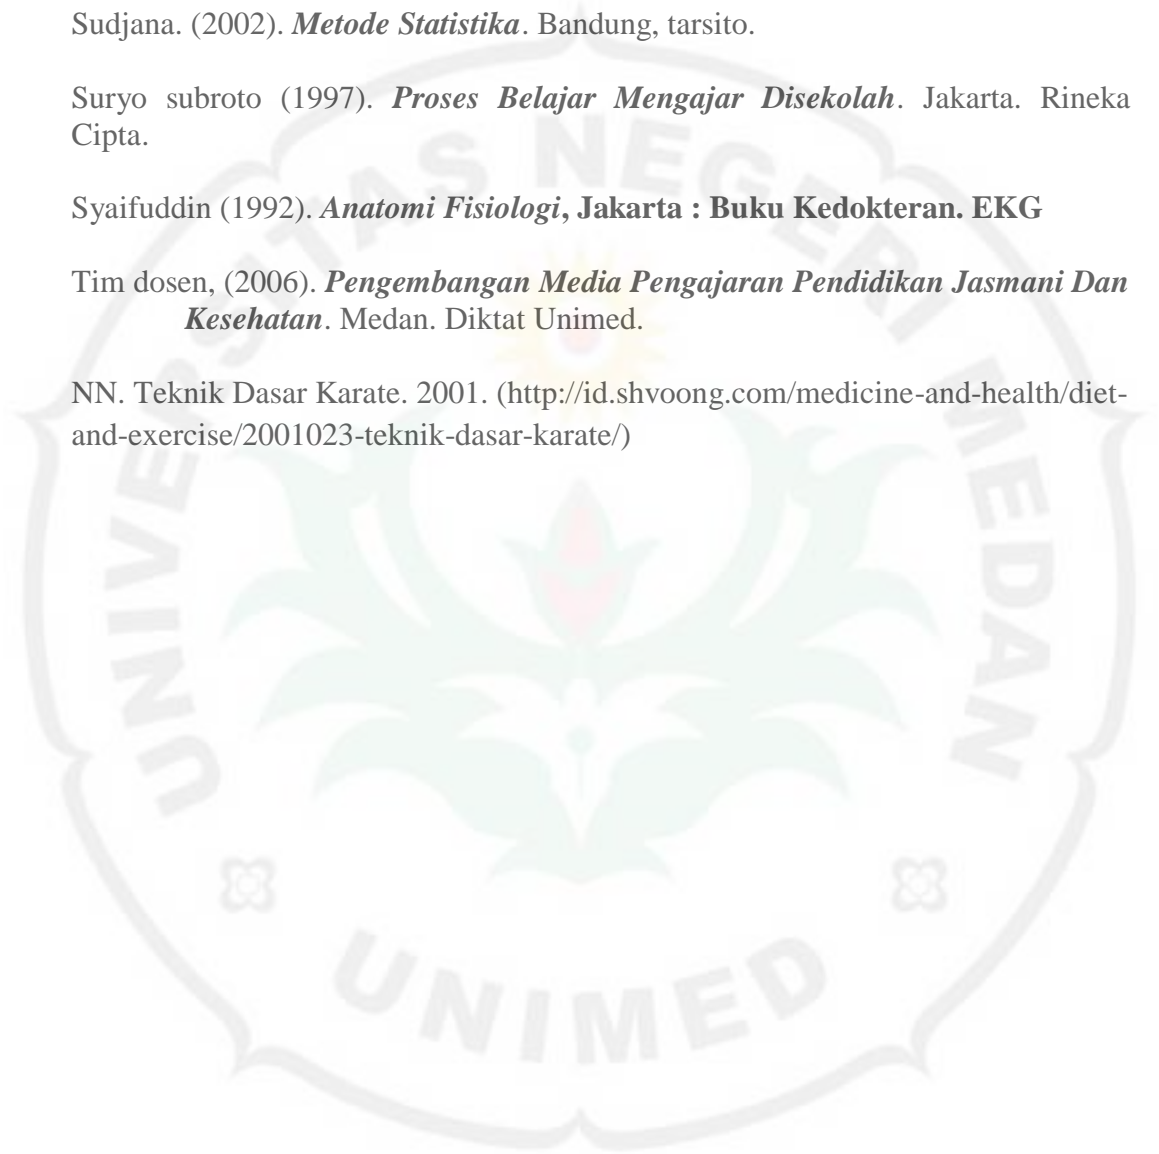 Sudjana. (2002). Metode Statistika. Bandung, tarsito.
Suryo subroto (1997). Proses Belajar Mengajar Disekolah. Jakarta. Rineka
Cipta.
Syaifuddin (1992). Anatomi Fisiologi, Jakarta : Buku Kedokteran. EKG
Tim dosen, (2006). Pengembangan Media Pengajaran Pendidikan Jasmani Dan
Kesehatan. Medan. Diktat Unimed.
NN. Teknik Dasar Karate. 2001. (http://id.shvoong.com/medicine-and-health/diet-
and-exercise/2001023-teknik-dasar-karate/)
UNIVERSITAS NEGERI MEDAN
UNIMED